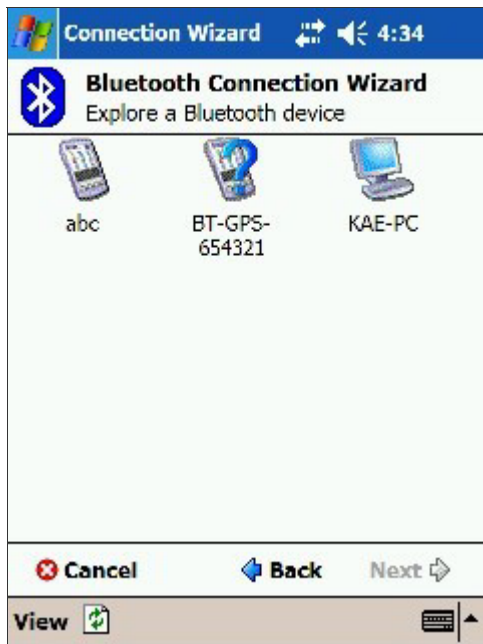 Connection Wizard 4:34
Bluetooth Connection Wizard
Explore a Bluetooth device
abc
BT-GPS-
654321
KAE-PC
Cancel Back Next
View